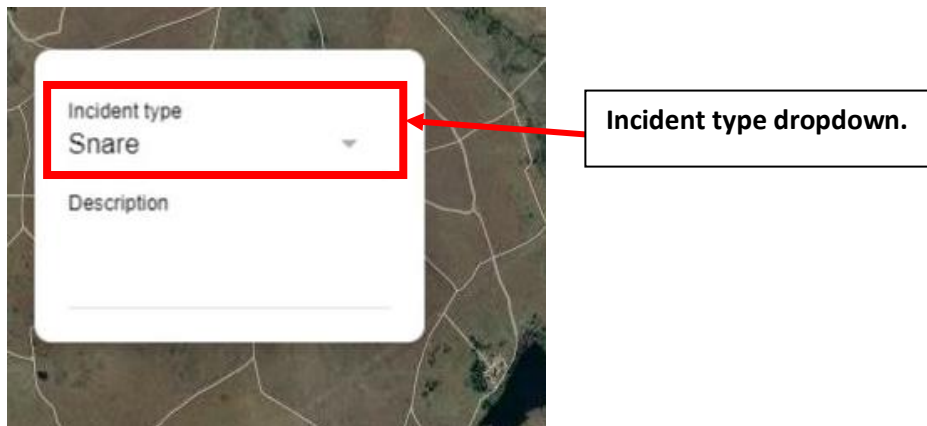 Incident type
Snare
Description
Incident type dropdown.